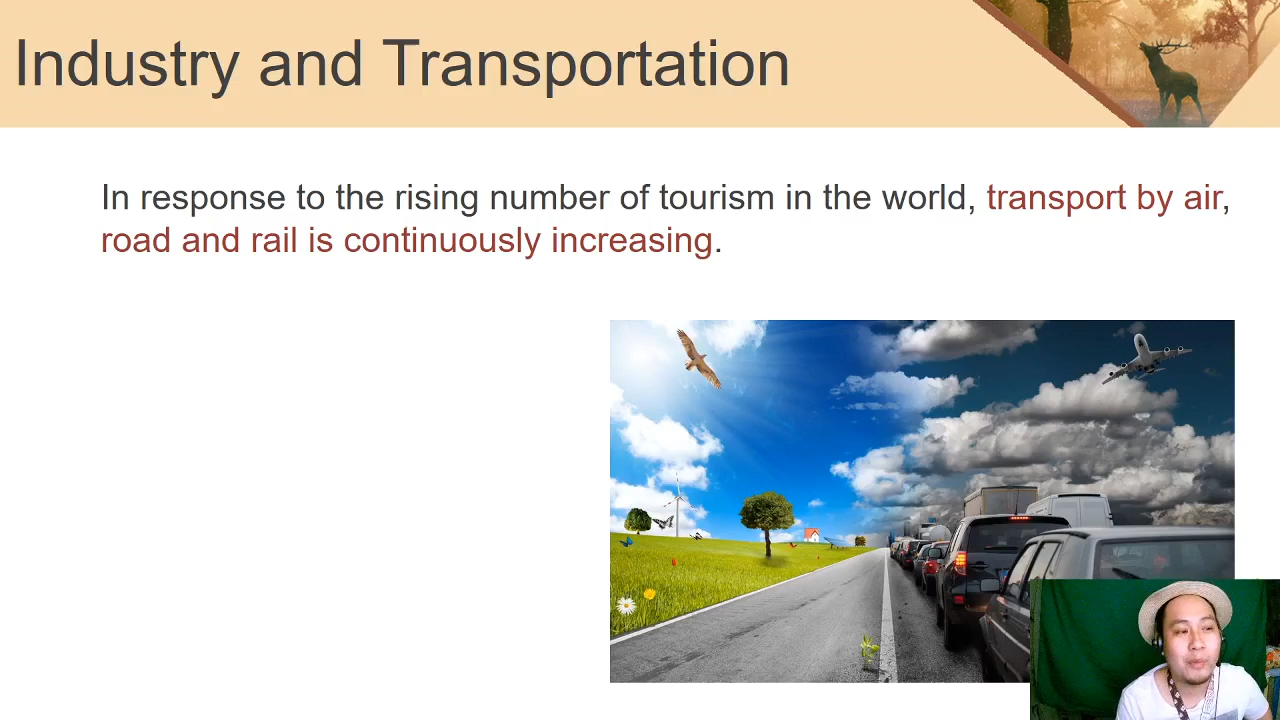 Industry and Transportation
In response to the rising number of tourism in the world, transport by air,
road and rail is continuously increasing.